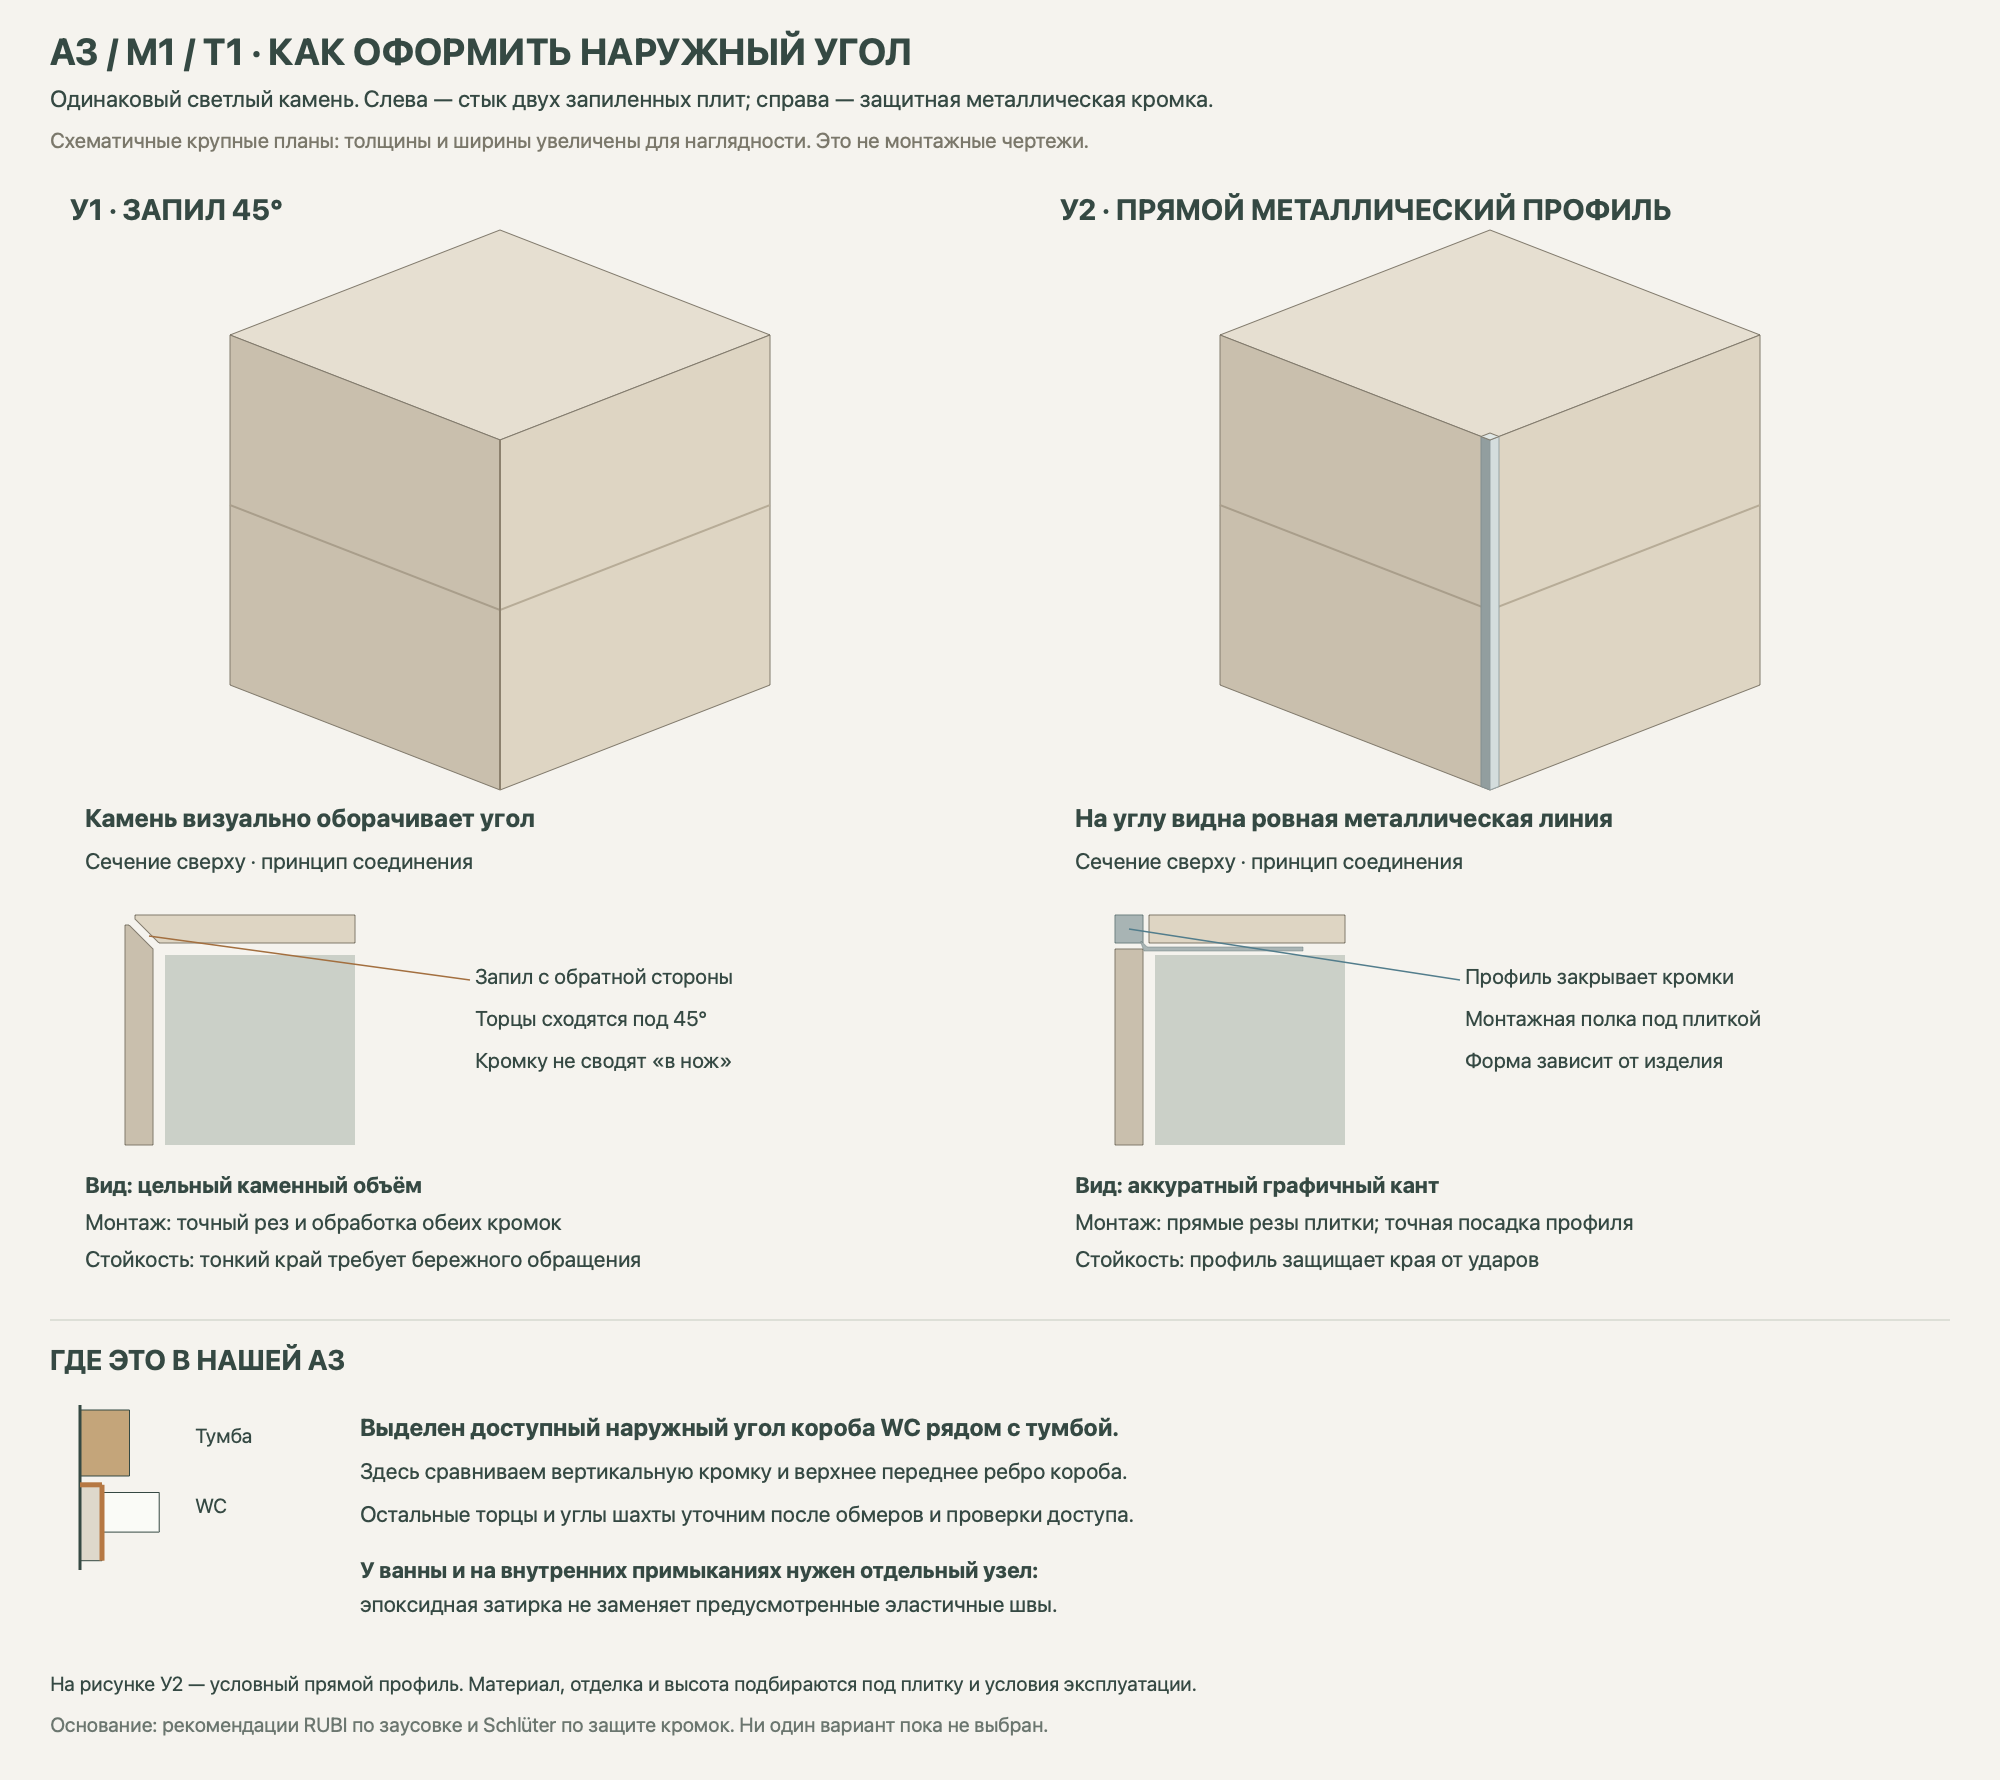 А3 / М1 / Т1 · КАК ОФОРМИТЬ НАРУЖНЫЙ УГОЛ
Одинаковый светлый камень. Слева — стык двух запиленных плит; справа — защитная металлическая кромка.
Схематичные крупные планы: толщины и ширины увеличены для наглядности. Это не монтажные чертежи.
У1 · ЗАПИЛ 45°
Камень визуально оборачивает угол
Сечение сверху · принцип соединения
Запил с обратной стороны
Торцы сходятся под 45°
Кромку не сводят «в нож»
Вид: цельный каменный объём
Монтаж: точный рез и обработка обеих кромок
Стойкость: тонкий край требует бережного обращения
У2 · ПРЯМОЙ МЕТАЛЛИЧЕСКИЙ ПРОФИЛЬ
На углу видна ровная металлическая линия
Сечение сверху · принцип соединения
Профиль закрывает кромки
Монтажная полка под плиткой
Форма зависит от изделия
Вид: аккуратный графичный кант
Монтаж: прямые резы плитки; точная посадка профиля
Стойкость: профиль защищает края от ударов
ГДЕ ЭТО В НАШЕЙ А3
Тумба
WC
Выделен доступный наружный угол короба WC рядом с тумбой.
Здесь сравниваем вертикальную кромку и верхнее переднее ребро короба.
Остальные торцы и углы шахты уточним после обмеров и проверки доступа.
У ванны и на внутренних примыканиях нужен отдельный узел:
эпоксидная затирка не заменяет предусмотренные эластичные швы.
На рисунке У2 — условный прямой профиль. Материал, отделка и высота подбираются под плитку и условия эксплуатации.
Основание: рекомендации RUBI по заусовке и Schlüter по защите кромок. Ни один вариант пока не выбран.